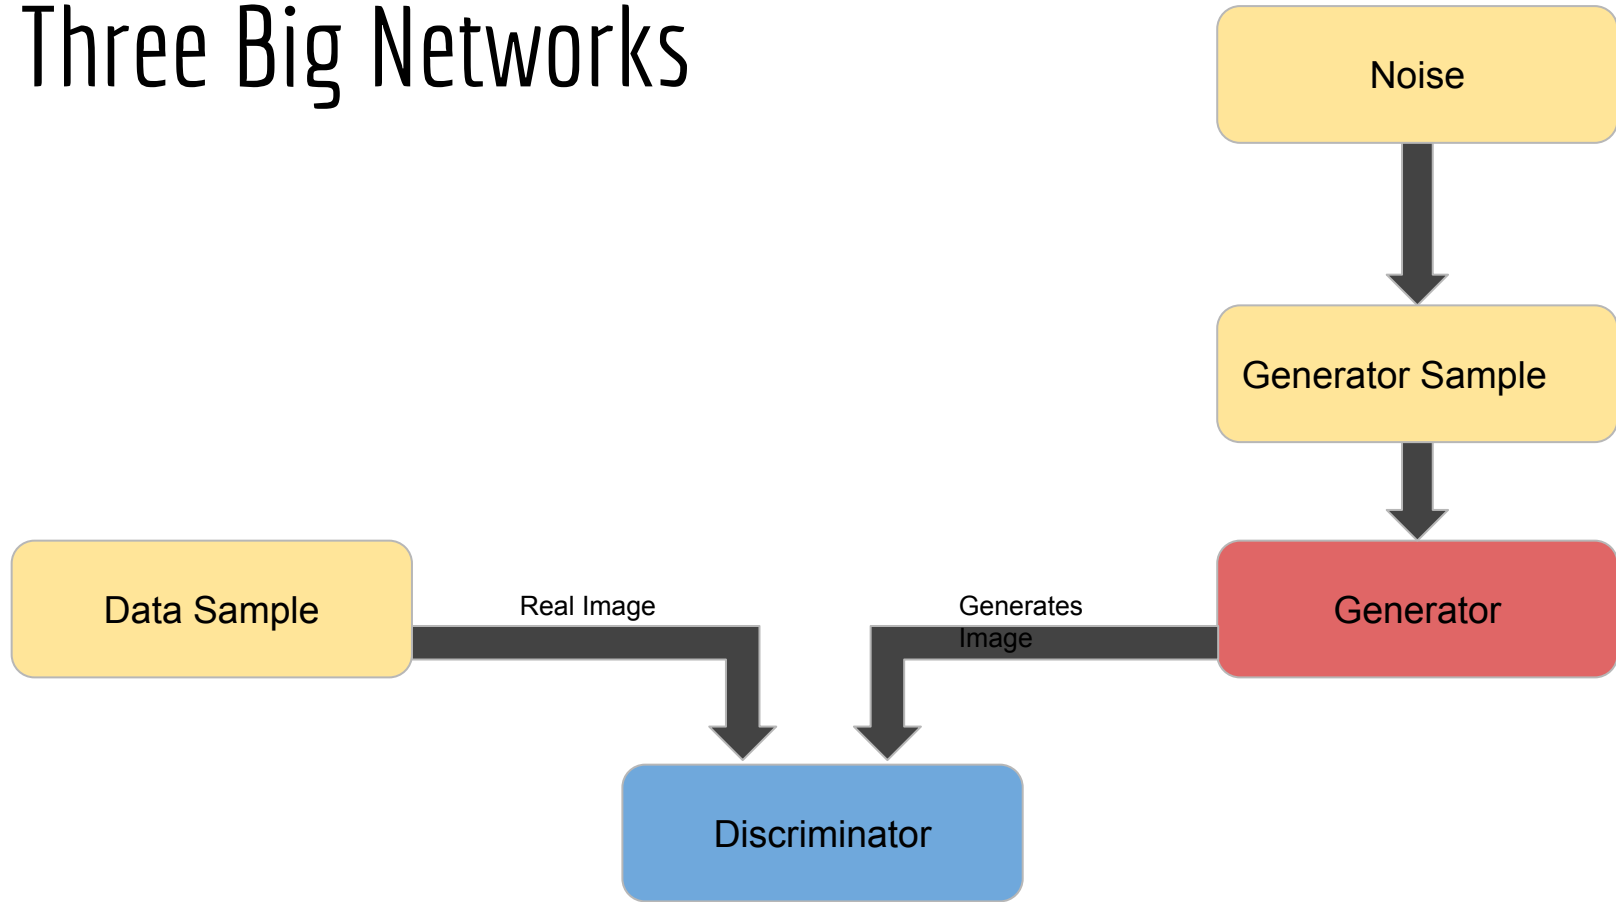 Three Big Networks
Noise
Generator Sample
Data Sample
Real Image
Generates
Image
Generator
Discriminator